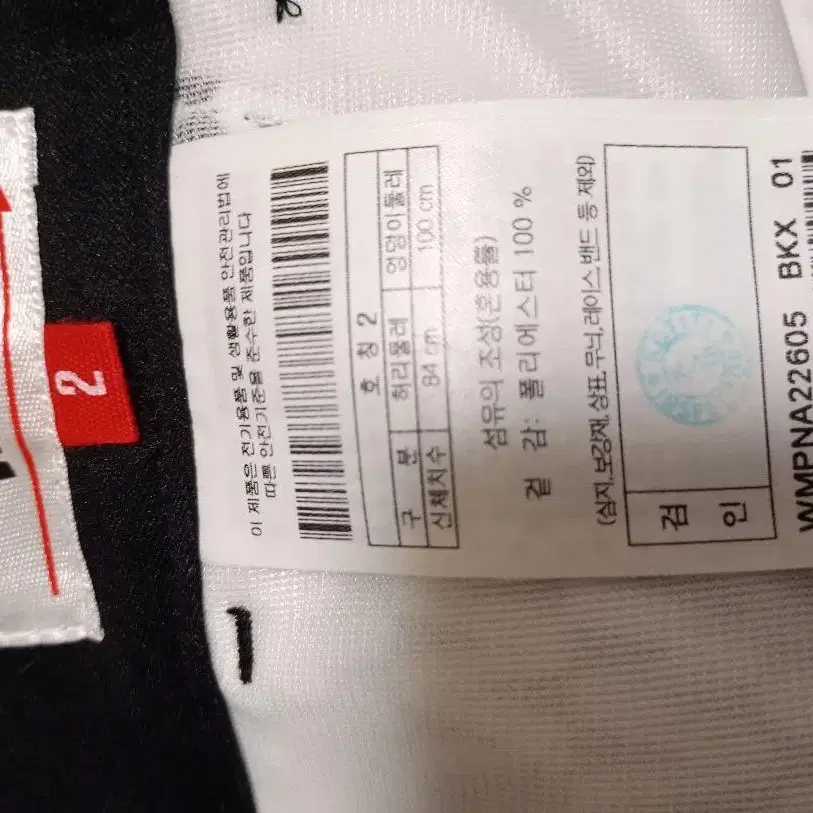 2
이 제품은 전기용품 및 생활용품 안전관리법에
따른 안전기준을 준수한 제품입니다
호 칭 2
구 분 허리둘레 엉덩이둘레
신체치수 84 cm 100 cm
섬유의 조성(혼용율)
겉 감: 폴리에스터 100 %
(심지,보강재,상표,무늬,레이스밴드 등 제외)
검
인
WMPNA22605 BKX 01